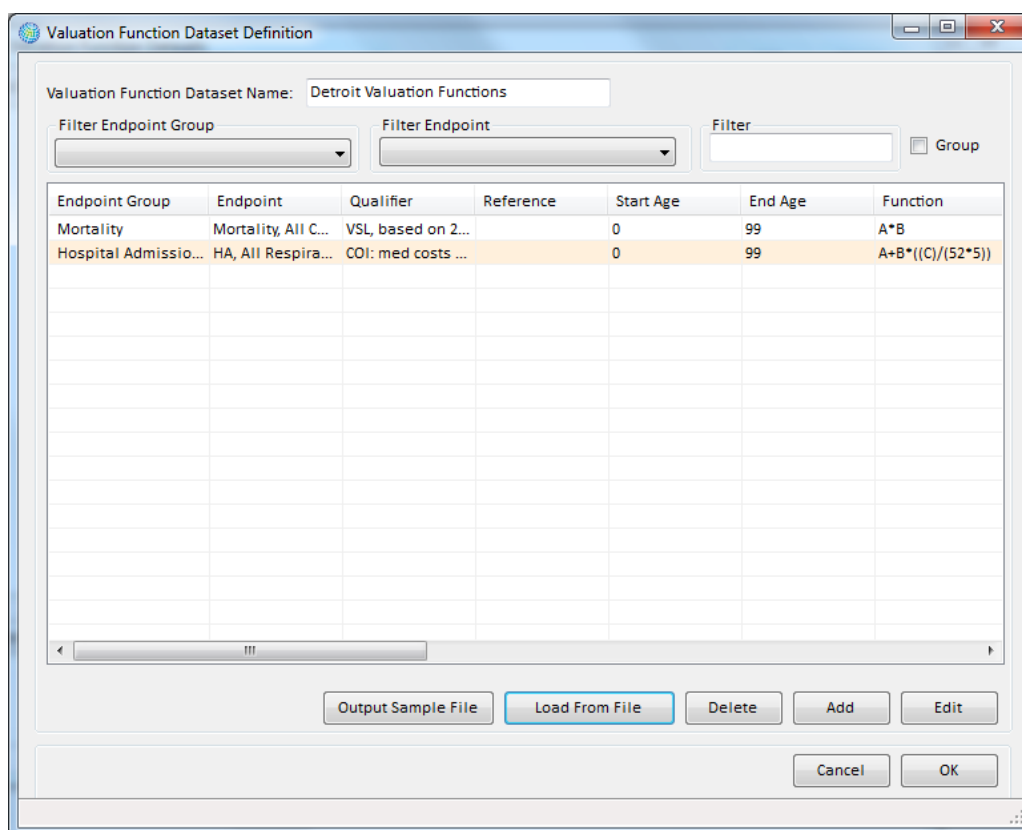 Valuation Function Dataset Definition
Valuation Function Dataset Name: Detroit Valuation Functions
Filter Endpoint Group Filter Endpoint Filter
Group
Endpoint Group Endpoint Qualifier Reference Start Age End Age Function
Mortality Mortality, All C... VSL, based on 2... 0 99 A*B
Hospital Admissio... HA, All Respira... COI: med costs ... 0 99 A+B*((C)/(52*5))
Output Sample File Load From File Delete Add Edit
Cancel OK